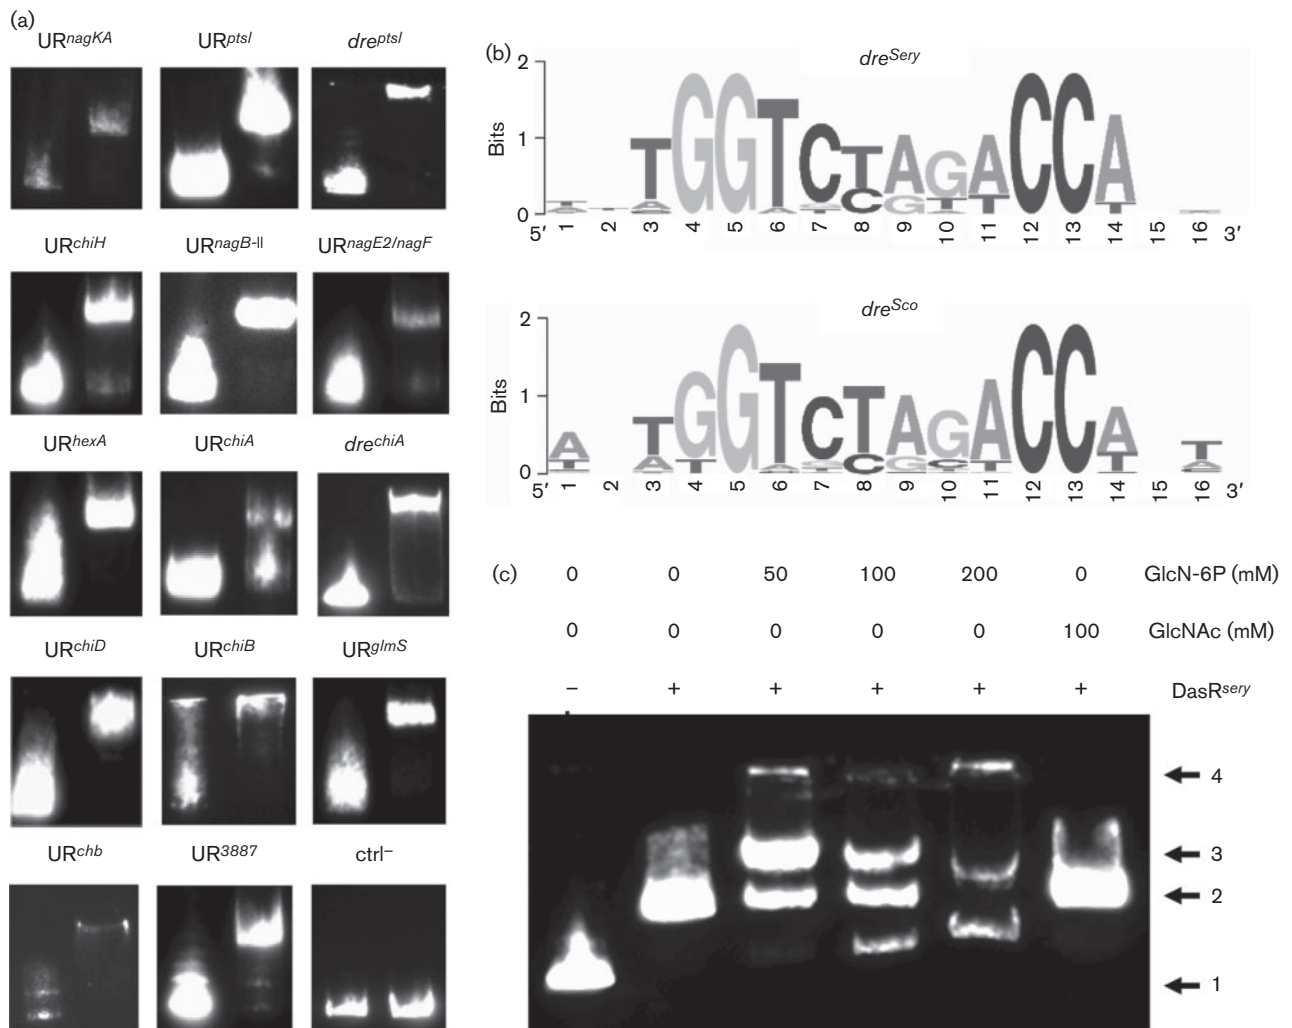 (a)
URnagKA URptsI dreptsI
URchiH URnagB-II URnagE2/nagF
URhexA URchiA drechiA
URchiD URchiB URglmS
URchb UR3887 ctrl–
(b)
dreSery
2
Bits
1
0
5′ 1 2 3 4 5 6 7 8 9 10 11 12 13 14 15 16 3′
dreSco
2
Bits
1
0
5′ 1 2 3 4 5 6 7 8 9 10 11 12 13 14 15 16 3′
(c) 0 0 50 100 200 0 GlcN-6P (mM)
0 0 0 0 0 100 GlcNAc (mM)
– + + + + + DasRsery
4
3
2
1